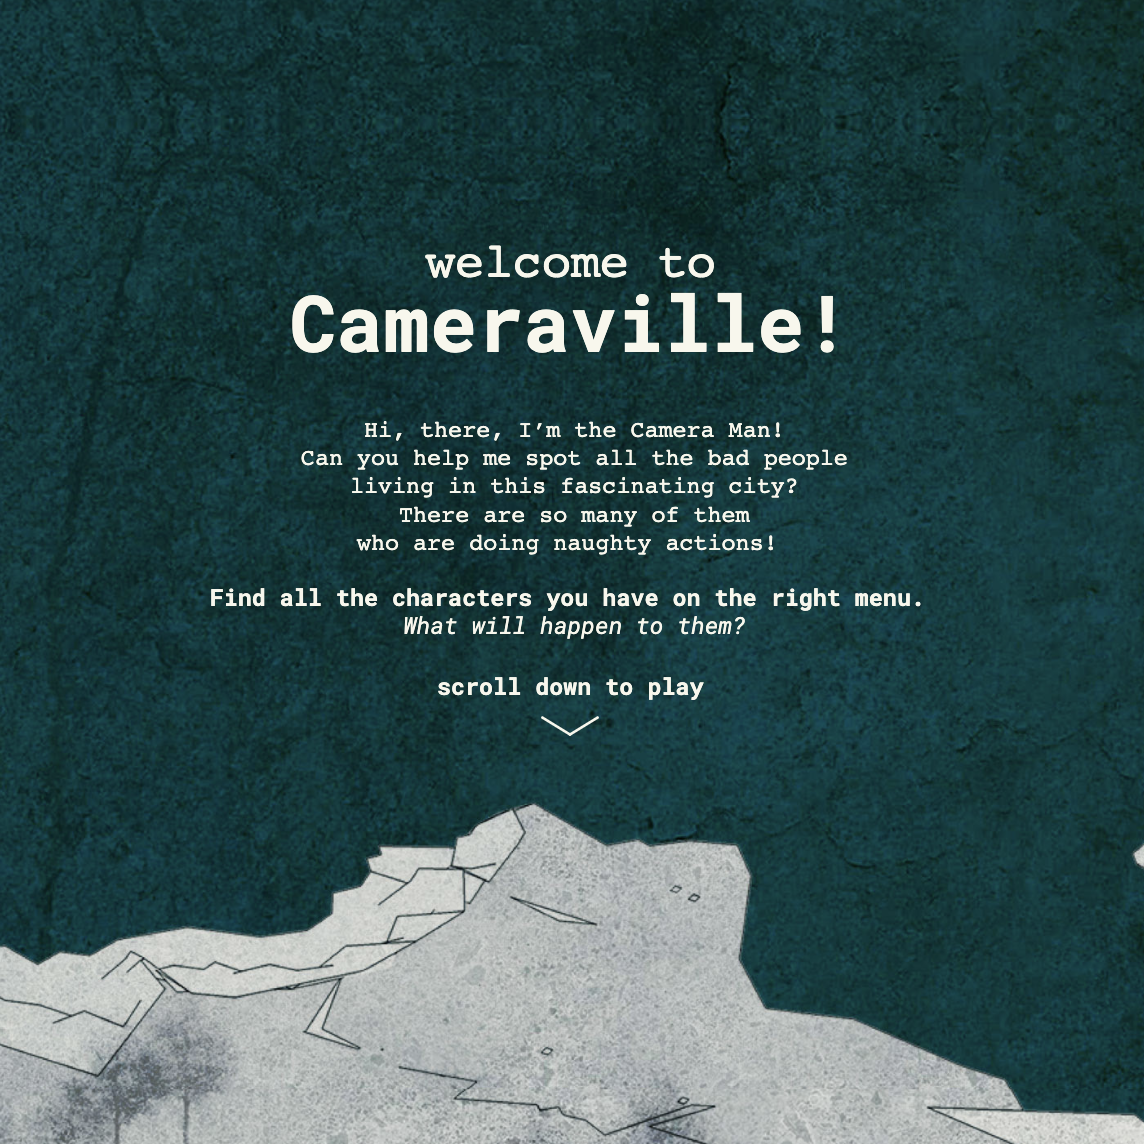 welcome to
Cameraville!
Hi, there, I’m the Camera Man!
Can you help me spot all the bad people
living in this fascinating city?
There are so many of them
who are doing naughty actions!
Find all the characters you have on the right menu.
What will happen to them?
scroll down to play